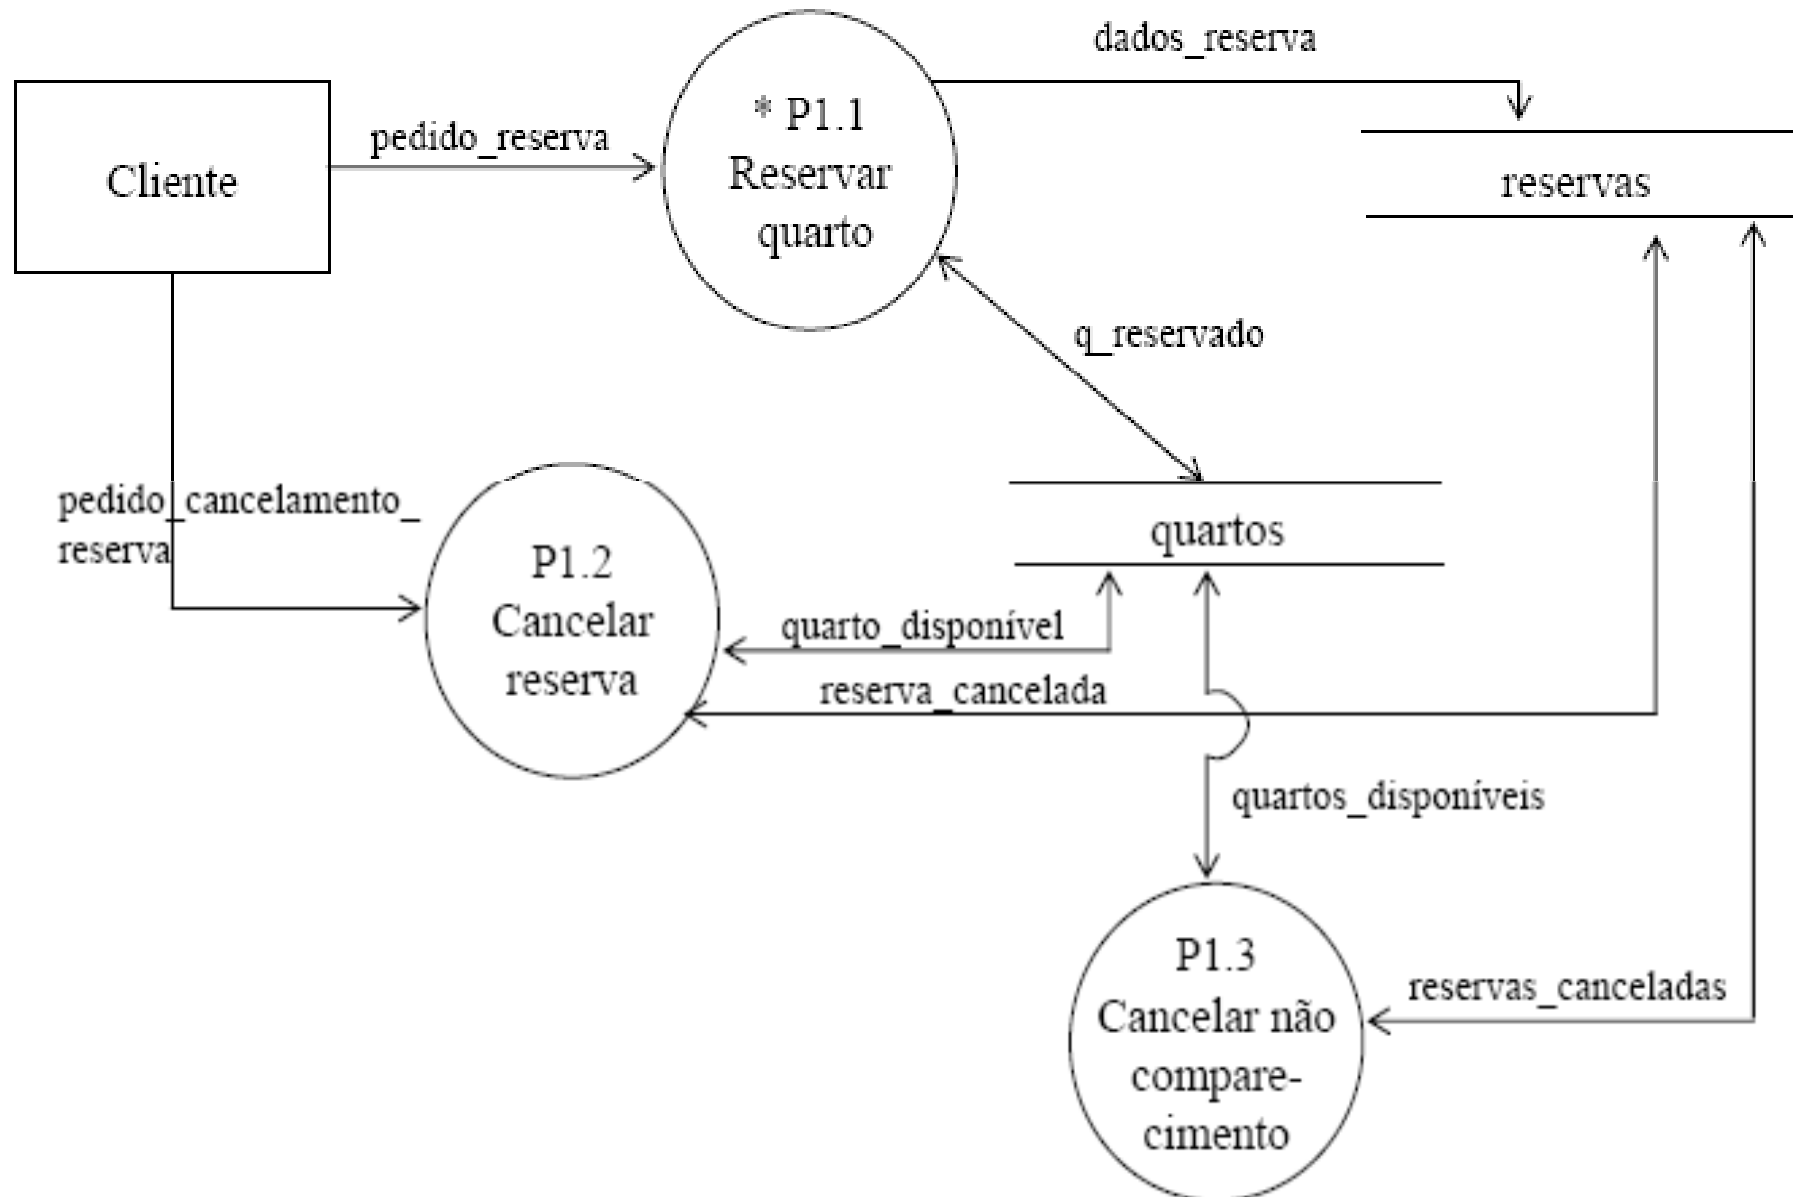 dados_reserva
* P1.1
Reservar
quarto
pedido_reserva
Cliente
reservas
q_reservado
pedido_cancelamento_
reserva
quartos
P1.2
Cancelar
reserva
quarto_disponível
reserva_cancelada
quartos_disponíveis
P1.3
Cancelar não
compare-
cimento
reservas_canceladas